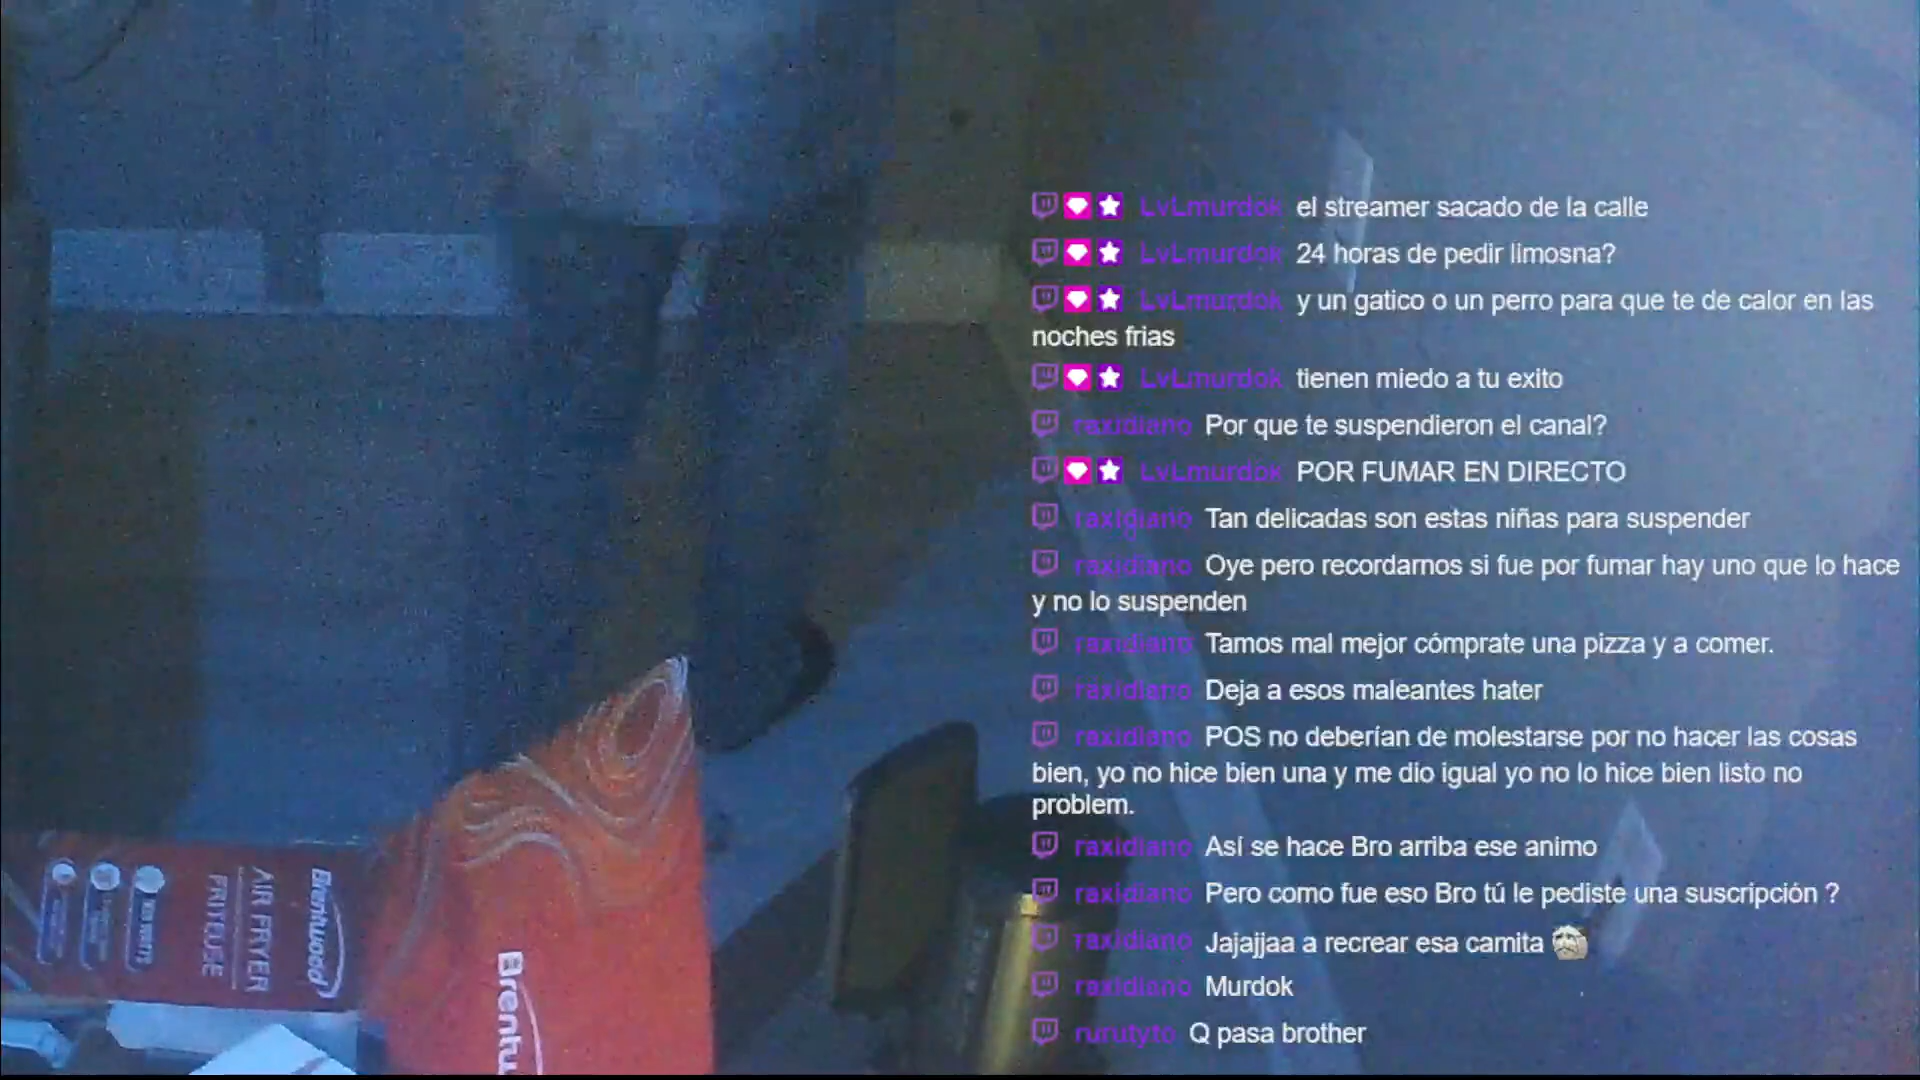 LvLmurdok el streamer sacado de la calle
LvLmurdok 24 horas de pedir limosna?
LvLmurdok y un gatico o un perro para que te de calor en las
noches frias
LvLmurdok tienen miedo a tu exito
raxidiano Por que te suspendieron el canal?
LvLmurdok POR FUMAR EN DIRECTO
raxidiano Tan delicadas son estas niñas para suspender
raxidiano Oye pero recordarnos si fue por fumar hay uno que lo hace
y no lo suspenden
raxidiano Tamos mal mejor cómprate una pizza y a comer.
raxidiano Deja a esos maleantes hater
raxidiano POS no deberían de molestarse por no hacer las cosas
bien, yo no hice bien una y me dio igual yo no lo hice bien listo no
problem.
raxidiano Así se hace Bro arriba ese animo
raxidiano Pero como fue eso Bro tú le pediste una suscripción ?
raxidiano Jajajjaa a recrear esa camita
raxidiano Murdok
rurutyto Q pasa brother
Brentwood
AIR FRYER
FRITEUSE
Brentw